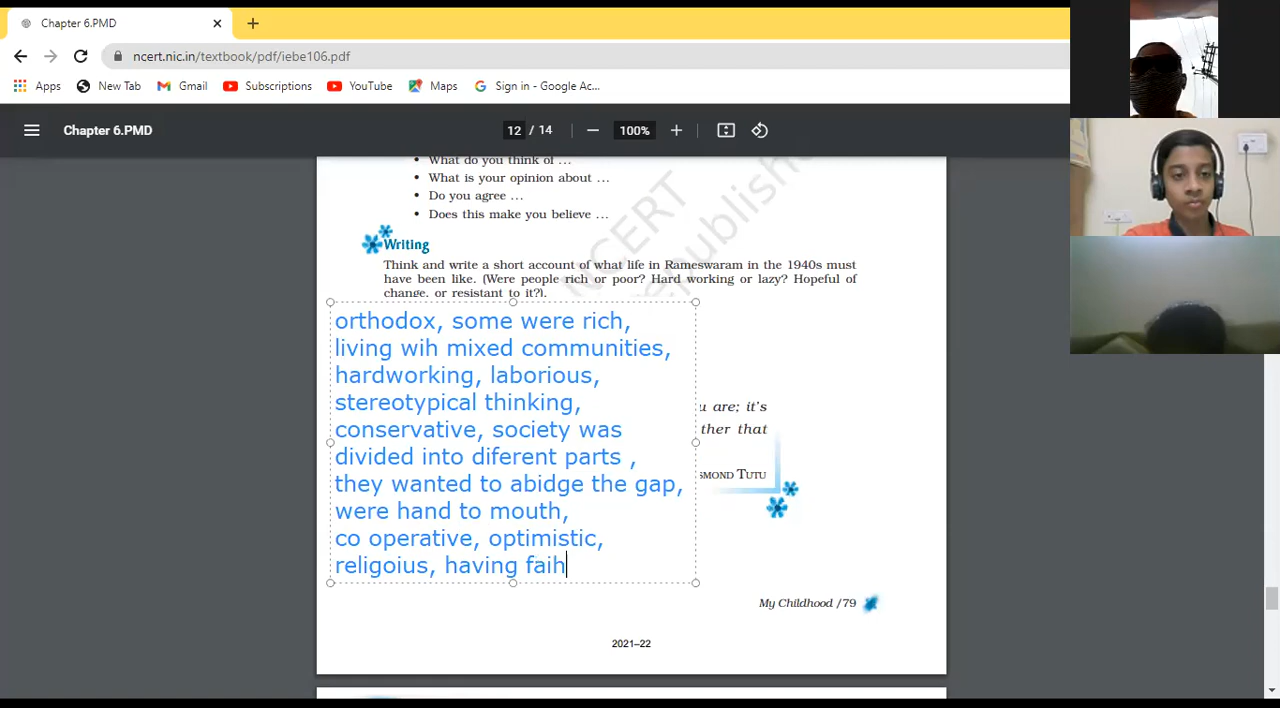 Chapter 6.PMD
ncert.nic.in/textbook/pdf/iebe106.pdf
Apps New Tab Gmail Subscriptions YouTube Maps Sign in - Google Ac...
Chapter 6.PMD 12 / 14 100%
• What do you think of ...
• What is your opinion about ...
• Do you agree ...
• Does this make you believe ...
NCERT
Writing
Think and write a short account of what life in Rameswaram in the 1940s must
have been like. (Were people rich or poor? Hard working or lazy? Hopeful of
change, or resistant to it?).
orthodox, some were rich,
living wih mixed communities,
hardworking, laborious,
stereotypical thinking,
conservative, society was
divided into diferent parts ,
they wanted to abidge the gap,
were hand to mouth,
co operative, optimistic,
religoius, having faih
are; it's
that
TUTU
My Childhood /79
2021–22